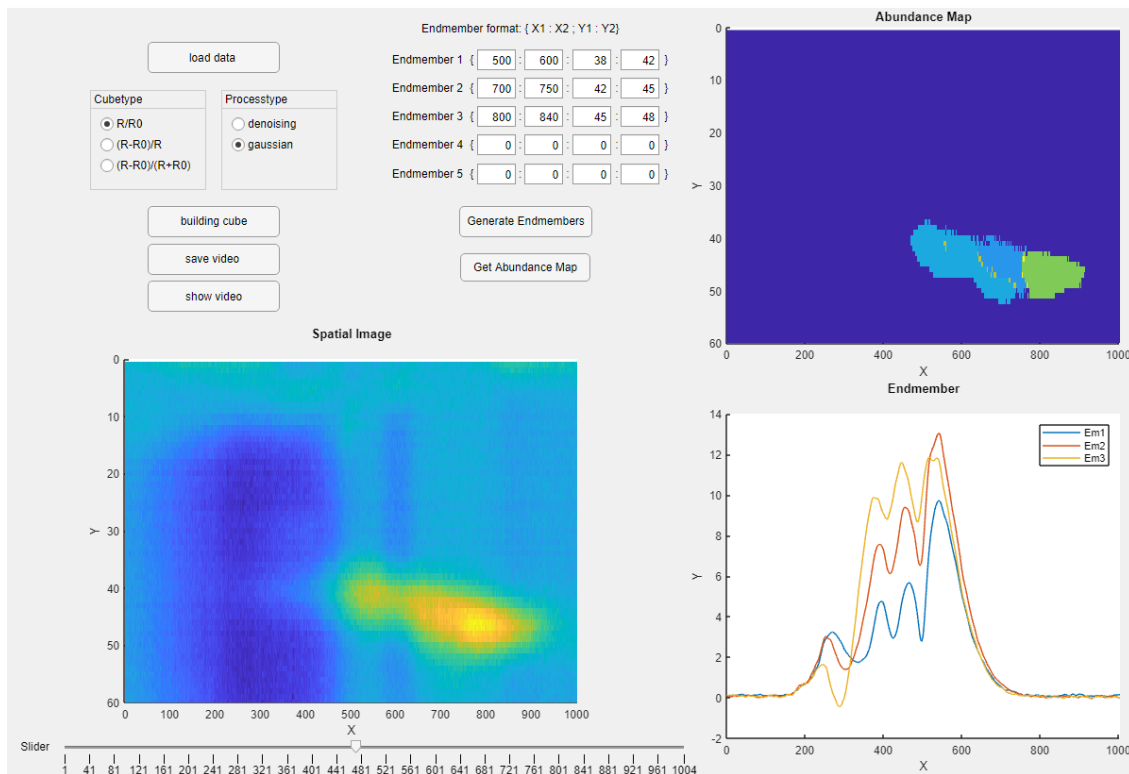 load data
Cubetype
R/R0
(R-R0)/R
(R-R0)/(R+R0)
Processtype
denoising
gaussian
building cube
save video
show video
Endmember format: { X1 : X2 ; Y1 : Y2}
Endmember 1 { 500 : 600 : 38 : 42 }
Endmember 2 { 700 : 750 : 42 : 45 }
Endmember 3 { 800 : 840 : 45 : 48 }
Endmember 4 { 0 : 0 : 0 : 0 }
Endmember 5 { 0 : 0 : 0 : 0 }
Generate Endmembers
Get Abundance Map
Abundance Map
0
10
20
30
40
50
60
Y
0 200 400 600 800 1000
X
Spatial Image
0
10
20
30
40
50
60
Y
0 100 200 300 400 500 600 700 800 900 1000
X
Slider
1 41 81 121 161 201 241 281 321 361 401 441 481 521 561 601 641 681 721 761 801 841 881 921 961 1004
Endmember
14
12
10
8
6
4
2
0
-2
Y
Em1
Em2
Em3
0 200 400 600 800 1000
X